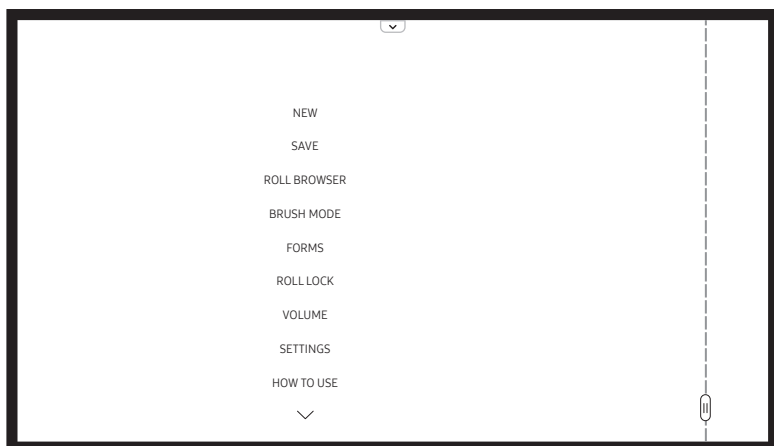 NEW
SAVE
ROLL BROWSER
BRUSH MODE
FORMS
ROLL LOCK
VOLUME
SETTINGS
HOW TO USE